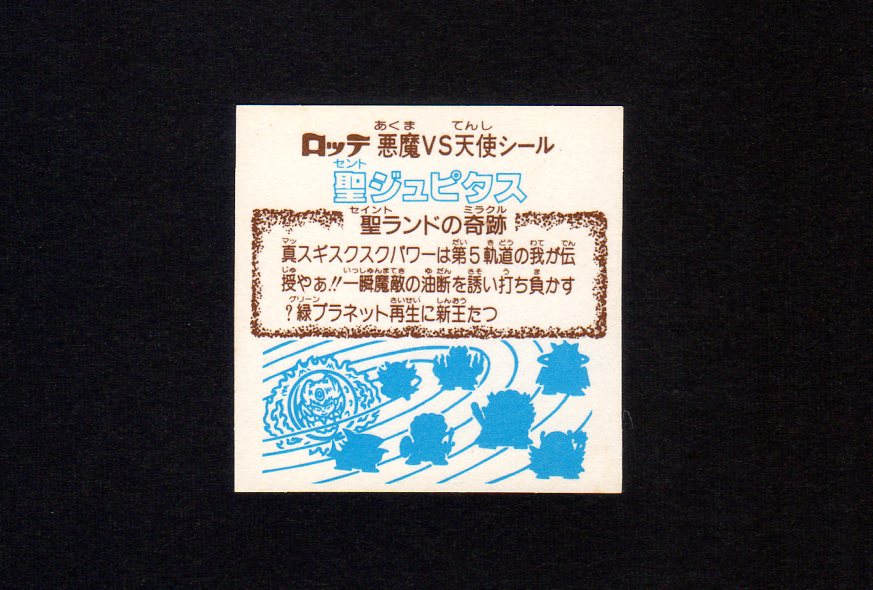 ロッテ 悪魔VS天使シール
聖ジュピタス
聖ランドの奇跡
真スギスクスクパワーは第5軌道の我が伝
授やぁ!!一瞬魔敵の油断を誘い打ち負かす
?緑プラネット再生に新王たつ